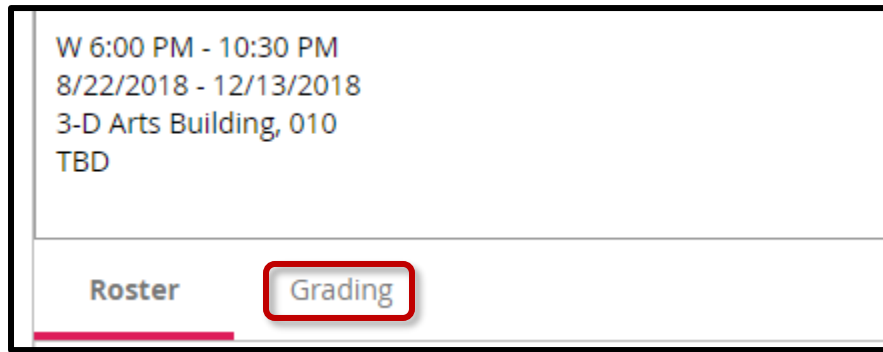 W 6:00 PM - 10:30 PM
8/22/2018 - 12/13/2018
3-D Arts Building, 010
TBD
Roster Grading